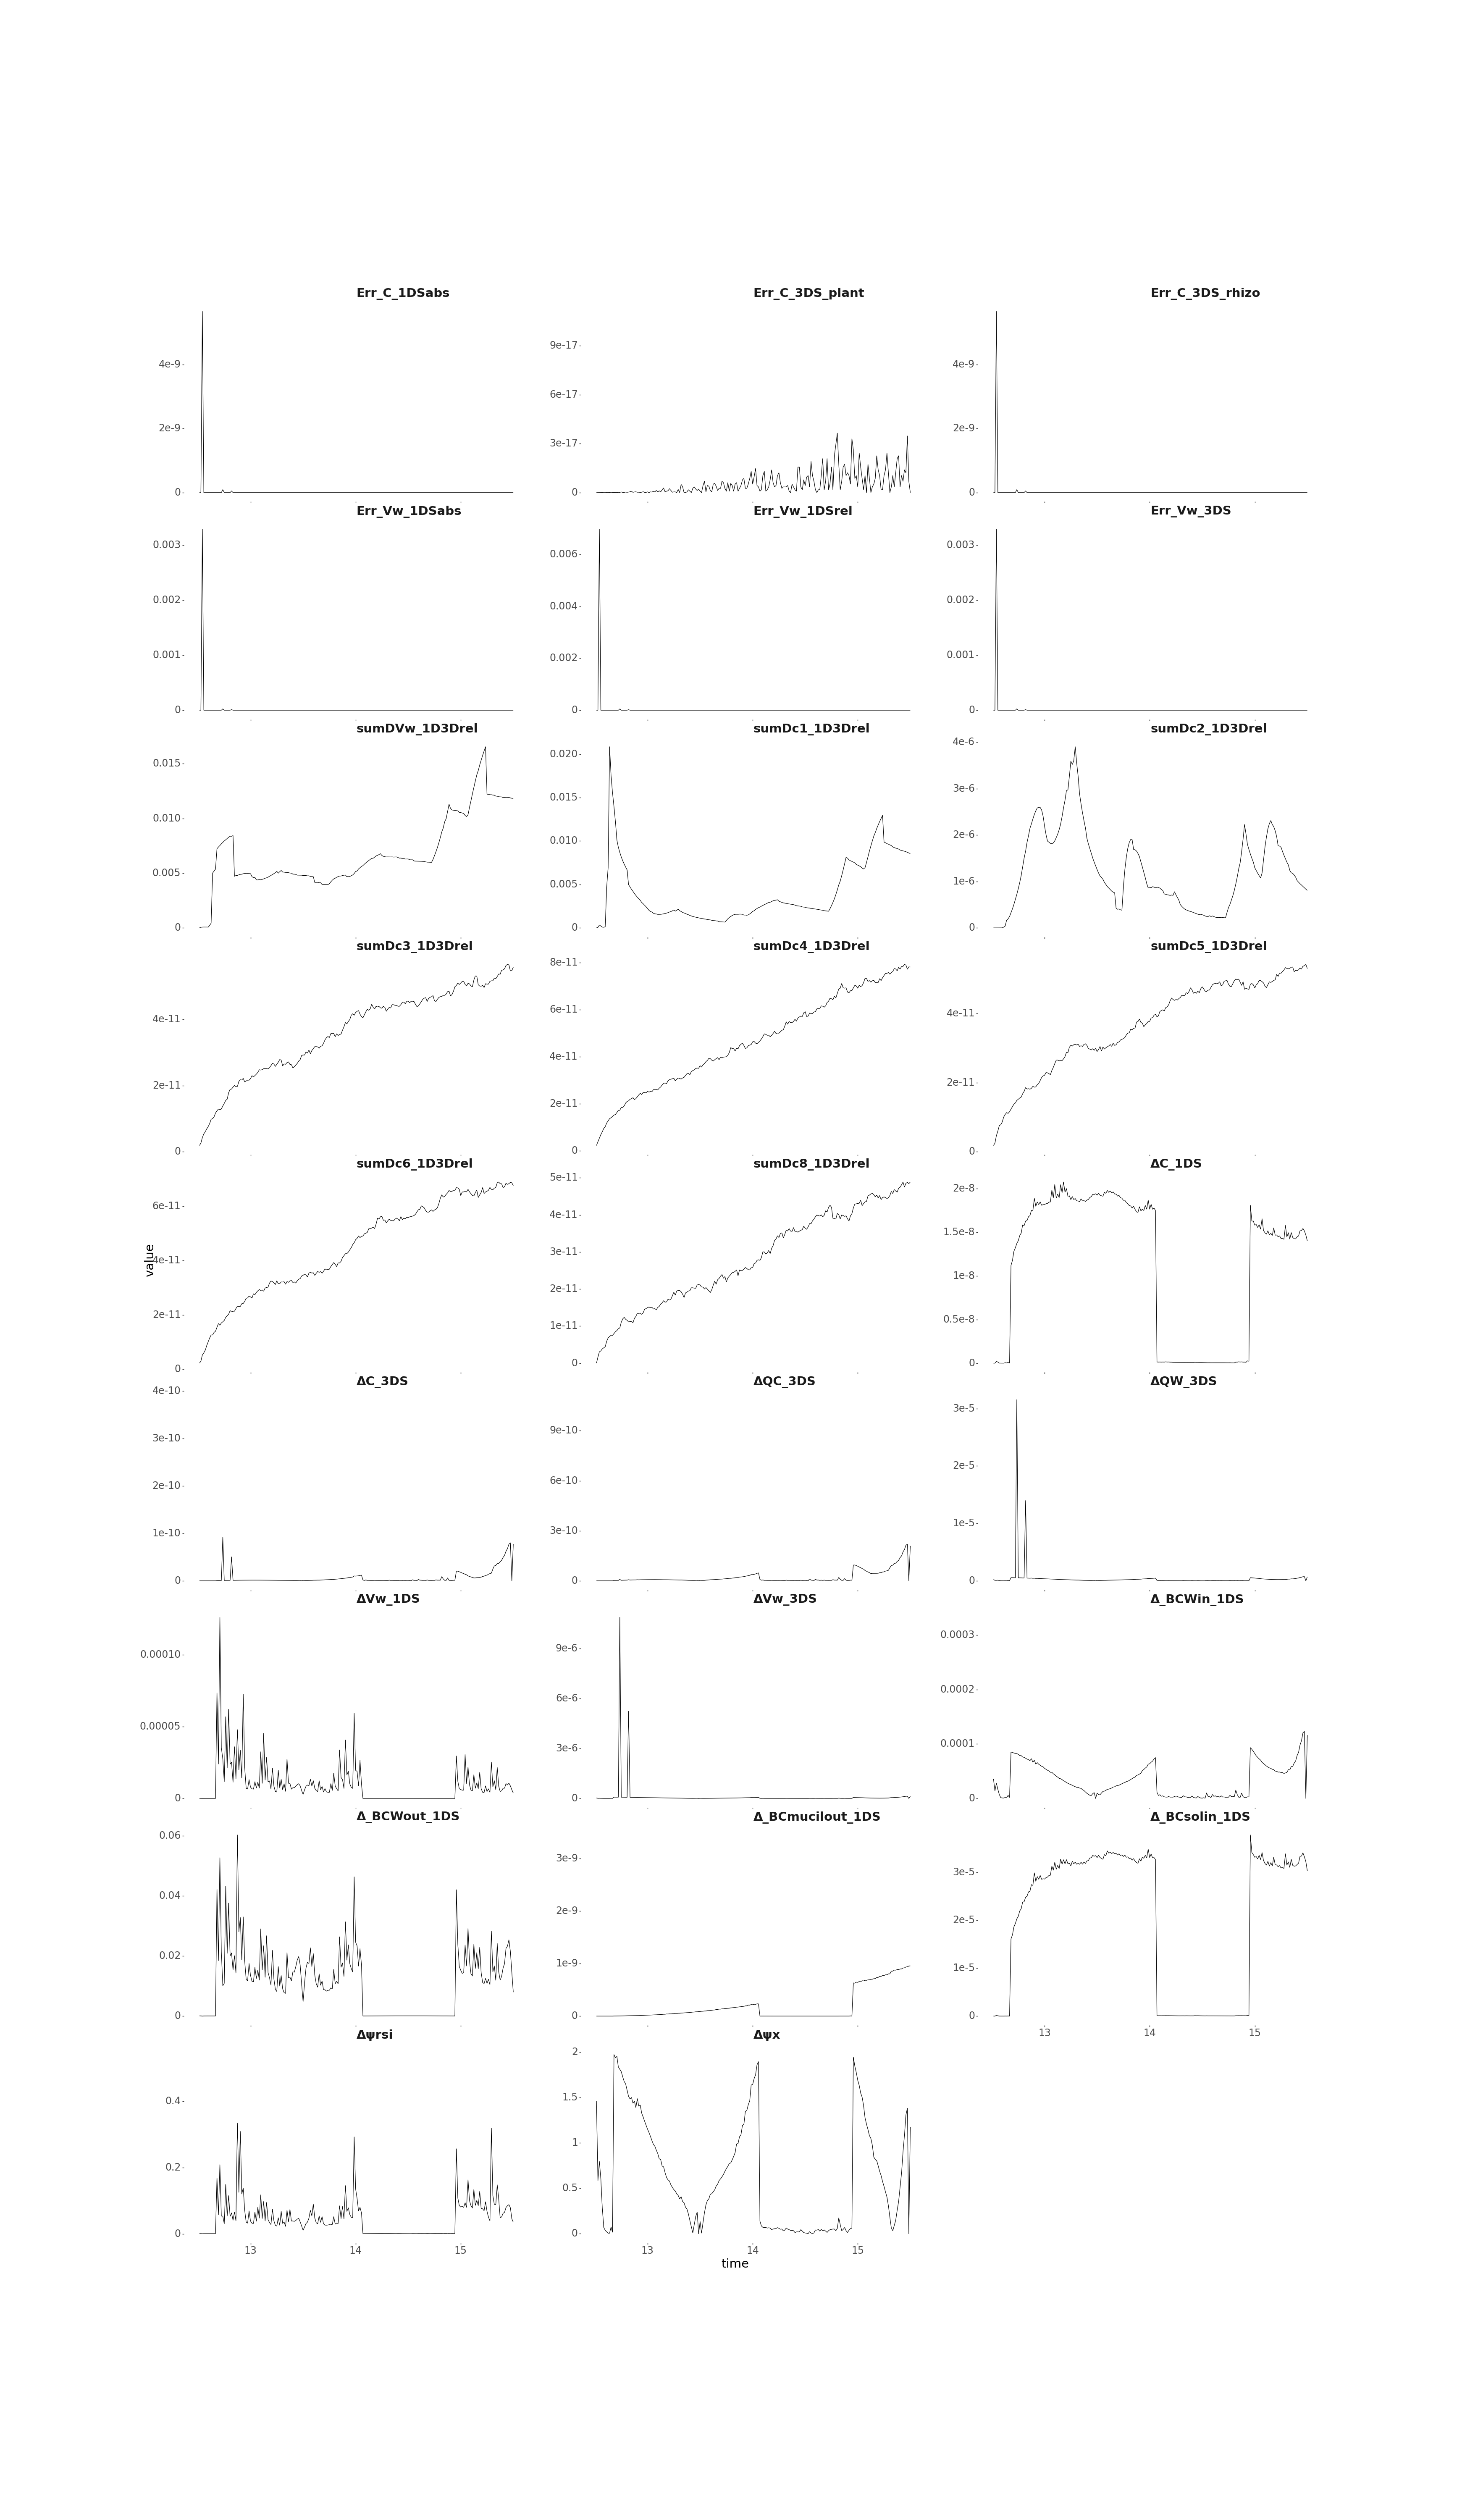 Err_C_1DSabs Err_C_3DS_plant Err_C_3DS_rhizo
4e-9 9e-17 4e-9
6e-17
2e-9 3e-17 2e-9
0 0 0
Err_Vw_1DSabs Err_Vw_1DSrel Err_Vw_3DS
0.003 0.006 0.003
0.002 0.004 0.002
0.001 0.002 0.001
0 0 0
sumDVw_1D3Drel sumDc1_1D3Drel sumDc2_1D3Drel
0.015 0.020 4e-6
0.015 3e-6
0.010 0.010 2e-6
0.005 0.005 1e-6
0 0 0
sumDc3_1D3Drel sumDc4_1D3Drel sumDc5_1D3Drel
8e-11
4e-11 6e-11 4e-11
4e-11
2e-11 2e-11 2e-11
0 0 0
sumDc6_1D3Drel sumDc8_1D3Drel ΔC_1DS
5e-11 2e-8
6e-11 4e-11 1.5e-8
value
4e-11 3e-11 1e-8
2e-11 2e-11 0.5e-8
1e-11
0 0 0
ΔC_3DS ΔQC_3DS ΔQW_3DS
4e-10 9e-10 3e-5
3e-10 6e-10 2e-5
2e-10
1e-10 3e-10 1e-5
0 0 0
ΔVw_1DS ΔVw_3DS Δ_BCWin_1DS
0.00010 9e-6 0.0003
6e-6 0.0002
0.00005 3e-6 0.0001
0 0 0
Δ_BCWout_1DS Δ_BCmucilout_1DS Δ_BCsolin_1DS
0.06 3e-9 3e-5
0.04 2e-9 2e-5
0.02 1e-9 1e-5
0 0 0
13 14 15
Δψrsi Δψx
2
0.4 1.5
1
0.2 0.5
0 0
13 14 15 13 14 15
time